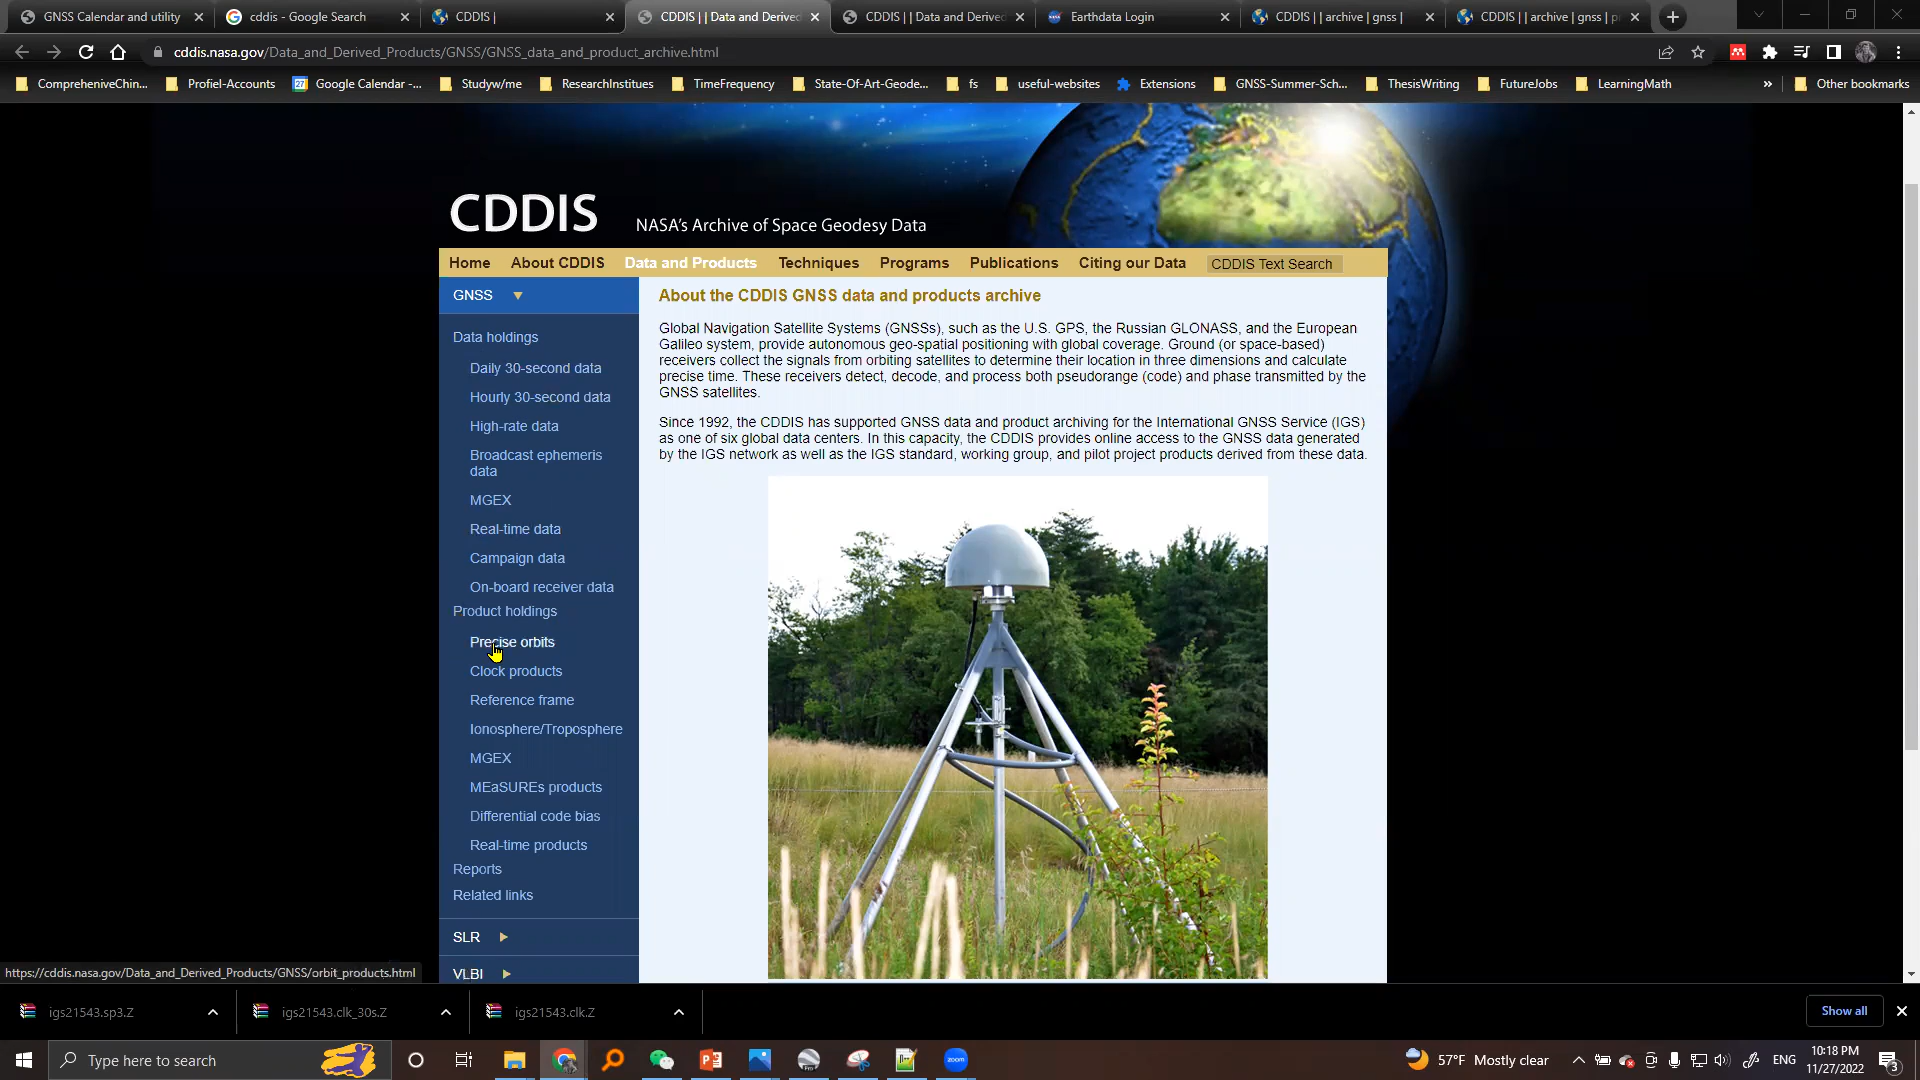 GNSS Calendar and utility
cddis - Google Search
CDDIS |
CDDIS | | Data and Derived
CDDIS | | Data and Derived
Earthdata Login
CDDIS | | archive | gnss |
CDDIS | | archive | gnss | pr
cddis.nasa.gov/Data_and_Derived_Products/GNSS/GNSS_data_and_product_archive.html
CompreheniveChin...
Profiel-Accounts
27
Google Calendar -...
Studyw/me
ResearchInstitues
TimeFrequency
State-Of-Art-Geode...
fs
useful-websites
Extensions
GNSS-Summer-Sch...
ThesisWriting
FutureJobs
LearningMath
»
Other bookmarks
CDDIS
NASA's Archive of Space Geodesy Data
Home
About CDDIS
Data and Products
Techniques
Programs
Publications
Citing our Data
CDDIS Text Search
GNSS
Data holdings
Daily 30-second data
Hourly 30-second data
High-rate data
Broadcast ephemeris
data
MGEX
Real-time data
Campaign data
On-board receiver data
Product holdings
Precise orbits
Clock products
Reference frame
Ionosphere/Troposphere
MGEX
MEaSUREs products
Differential code bias
Real-time products
Reports
Related links
SLR
VLBI
About the CDDIS GNSS data and products archive
Global Navigation Satellite Systems (GNSSs), such as the U.S. GPS, the Russian GLONASS, and the European
Galileo system, provide autonomous geo-spatial positioning with global coverage. Ground (or space-based)
receivers collect the signals from orbiting satellites to determine their location in three dimensions and calculate
precise time. These receivers detect, decode, and process both pseudorange (code) and phase transmitted by the
GNSS satellites.
Since 1992, the CDDIS has supported GNSS data and product archiving for the International GNSS Service (IGS)
as one of six global data centers. In this capacity, the CDDIS provides online access to the GNSS data generated
by the IGS network as well as the IGS standard, working group, and pilot project products derived from these data.
https://cddis.nasa.gov/Data_and_Derived_Products/GNSS/orbit_products.html
igs21543.sp3.Z
igs21543.clk_30s.Z
igs21543.clk.Z
Show all
Type here to search
zoom
57°F Mostly clear
ENG
10:18 PM
11/27/2022
3